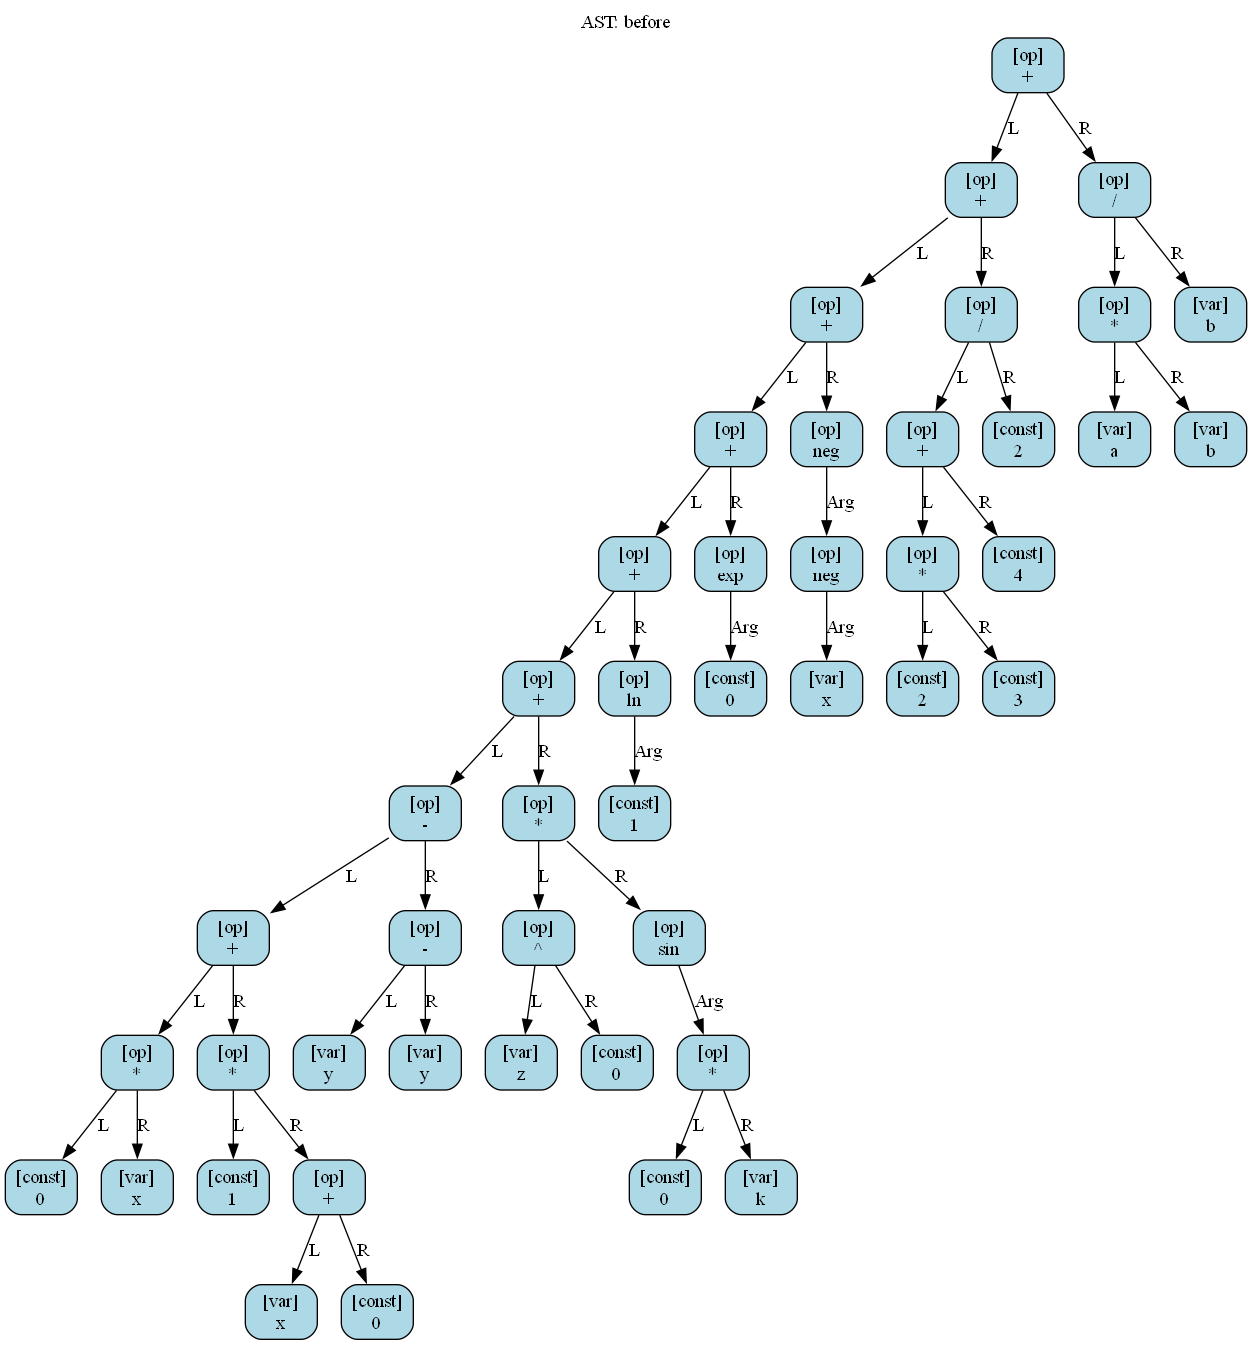 AST: before
[op]
+
L
R
[op]
+
[op]
/
L
R
L
R
[op]
+
[op]
/
[op]
*
[var]
b
L
R
L
R
L
R
[op]
+
[op]
neg
[op]
+
[const]
2
[var]
a
[var]
b
L
R
Arg
L
R
[op]
+
[op]
exp
[op]
neg
[op]
*
[const]
4
L
R
Arg
Arg
L
R
[op]
+
[op]
ln
[const]
0
[var]
x
[const]
2
[const]
3
L
R
Arg
[op]
-
[op]
*
[const]
1
L
R
L
R
[op]
+
[op]
-
[op]
^
[op]
sin
L
R
L
R
L
R
Arg
[op]
*
[op]
*
[var]
y
[var]
y
[var]
z
[const]
0
[op]
*
L
R
L
R
L
R
[const]
0
[var]
x
[const]
1
[op]
+
[const]
0
[var]
k
L
R
[var]
x
[const]
0